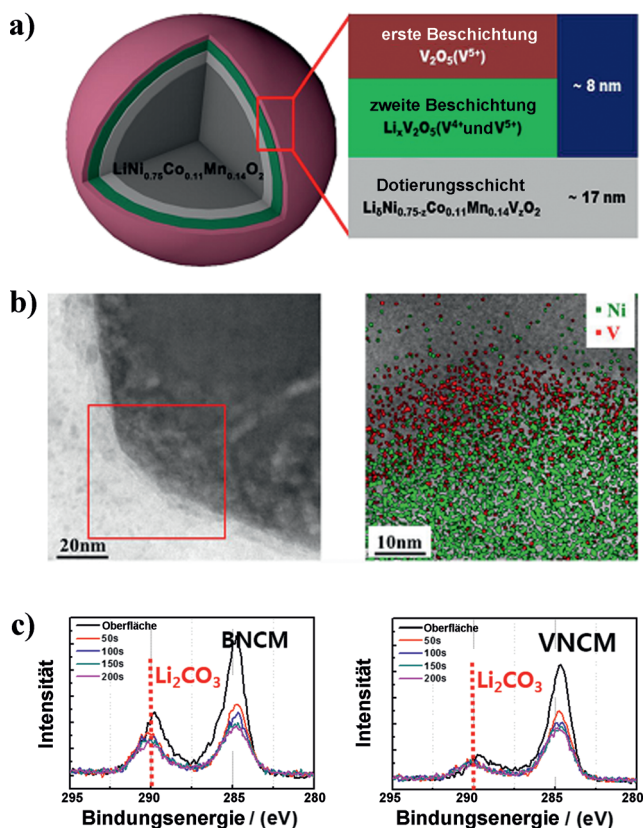 a)
LiNi₀.₇₅Co₀.₁₁Mn₀.₁₄O₂
erste Beschichtung
V₂O₅(V⁵⁺)
zweite Beschichtung
LiₓV₂O₅(V⁴⁺und V⁵⁺)
~ 8 nm
Dotierungsschicht
LiδNi₀.₇₅₋zCo₀.₁₁Mn₀.₁₄VzO₂
~ 17 nm
b)
20nm
Ni
V
10nm
c)
Intensität
Oberfläche
50s
100s
150s
200s
BNCM
Li₂CO₃
295 290 285 280
Bindungsenergie / (eV)
Intensität
Oberfläche
50s
100s
150s
200s
VNCM
Li₂CO₃
295 290 285 280
Bindungsenergie / (eV)